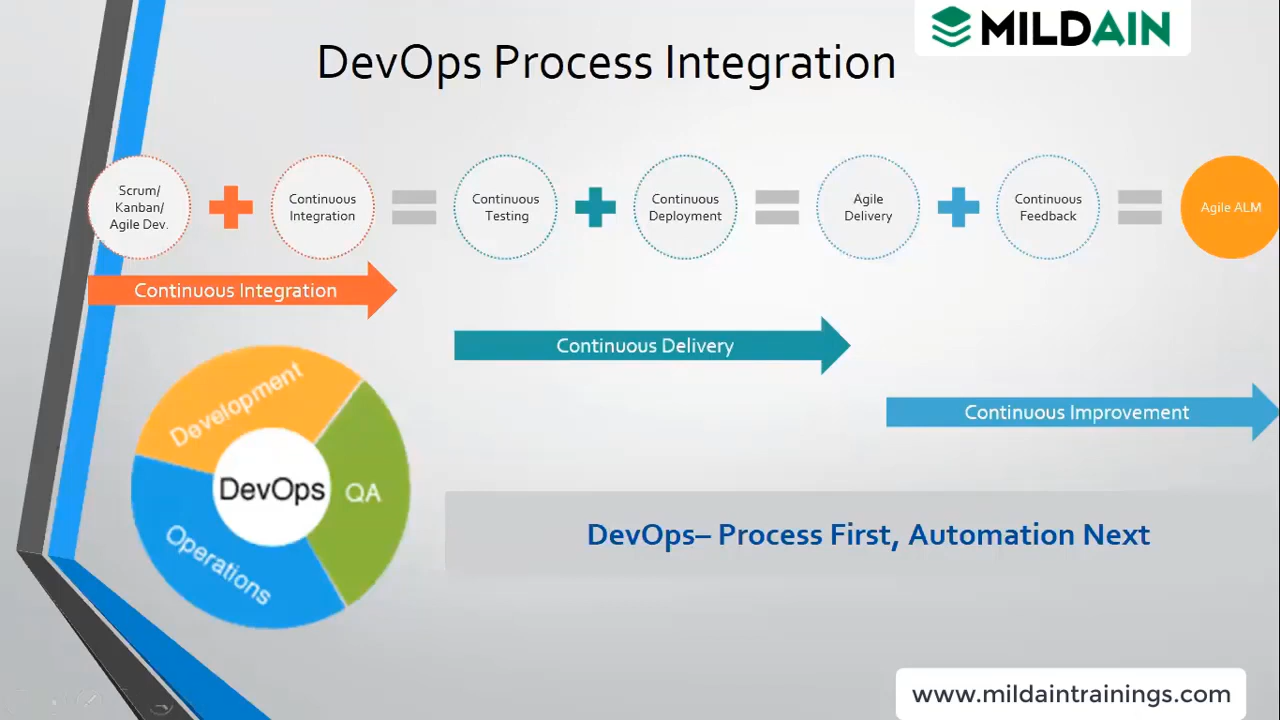 MILDAIN
DevOps Process Integration
Scrum/
Kanban/
Agile Dev.
Continuous
Integration
Continuous
Testing
Continuous
Deployment
Agile
Delivery
Continuous
Feedback
Agile ALM
Continuous Integration
Continuous Delivery
Continuous Improvement
Development
DevOps
QA
Operations
DevOps– Process First, Automation Next
www.mildaintrainings.com